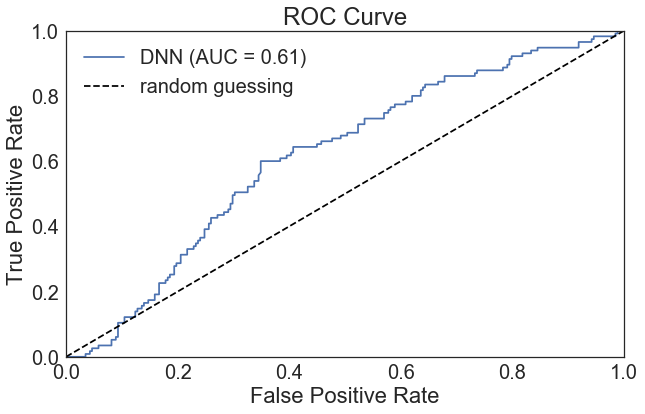 ROC Curve
DNN (AUC = 0.61)
random guessing
True Positive Rate
1.0
0.8
0.6
0.4
0.2
0.0
0.0 0.2 0.4 0.6 0.8 1.0
False Positive Rate